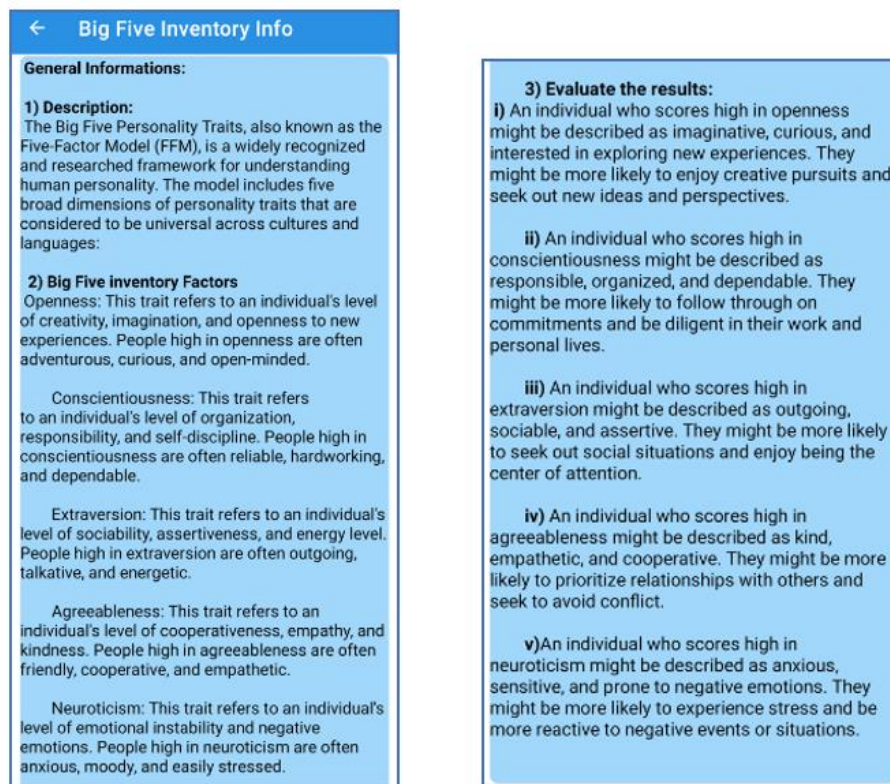 ← Big Five Inventory Info
General Informations:
1) Description:
The Big Five Personality Traits, also known as the
Five-Factor Model (FFM), is a widely recognized
and researched framework for understanding
human personality. The model includes five
broad dimensions of personality traits that are
considered to be universal across cultures and
languages:
2) Big Five inventory Factors
Openness: This trait refers to an individual's level
of creativity, imagination, and openness to new
experiences. People high in openness are often
adventurous, curious, and open-minded.
Conscientiousness: This trait refers
to an individual's level of organization,
responsibility, and self-discipline. People high in
conscientiousness are often reliable, hardworking,
and dependable.
Extraversion: This trait refers to an individual's
level of sociability, assertiveness, and energy level.
People high in extraversion are often outgoing,
talkative, and energetic.
Agreeableness: This trait refers to an
individual's level of cooperativeness, empathy, and
kindness. People high in agreeableness are often
friendly, cooperative, and empathetic.
Neuroticism: This trait refers to an individual's
level of emotional instability and negative
emotions. People high in neuroticism are often
anxious, moody, and easily stressed.
3) Evaluate the results:
i) An individual who scores high in openness
might be described as imaginative, curious, and
interested in exploring new experiences. They
might be more likely to enjoy creative pursuits and
seek out new ideas and perspectives.
ii) An individual who scores high in
conscientiousness might be described as
responsible, organized, and dependable. They
might be more likely to follow through on
commitments and be diligent in their work and
personal lives.
iii) An individual who scores high in
extraversion might be described as outgoing,
sociable, and assertive. They might be more likely
to seek out social situations and enjoy being the
center of attention.
iv) An individual who scores high in
agreeableness might be described as kind,
empathetic, and cooperative. They might be more
likely to prioritize relationships with others and
seek to avoid conflict.
v)An individual who scores high in
neuroticism might be described as anxious,
sensitive, and prone to negative emotions. They
might be more likely to experience stress and be
more reactive to negative events or situations.